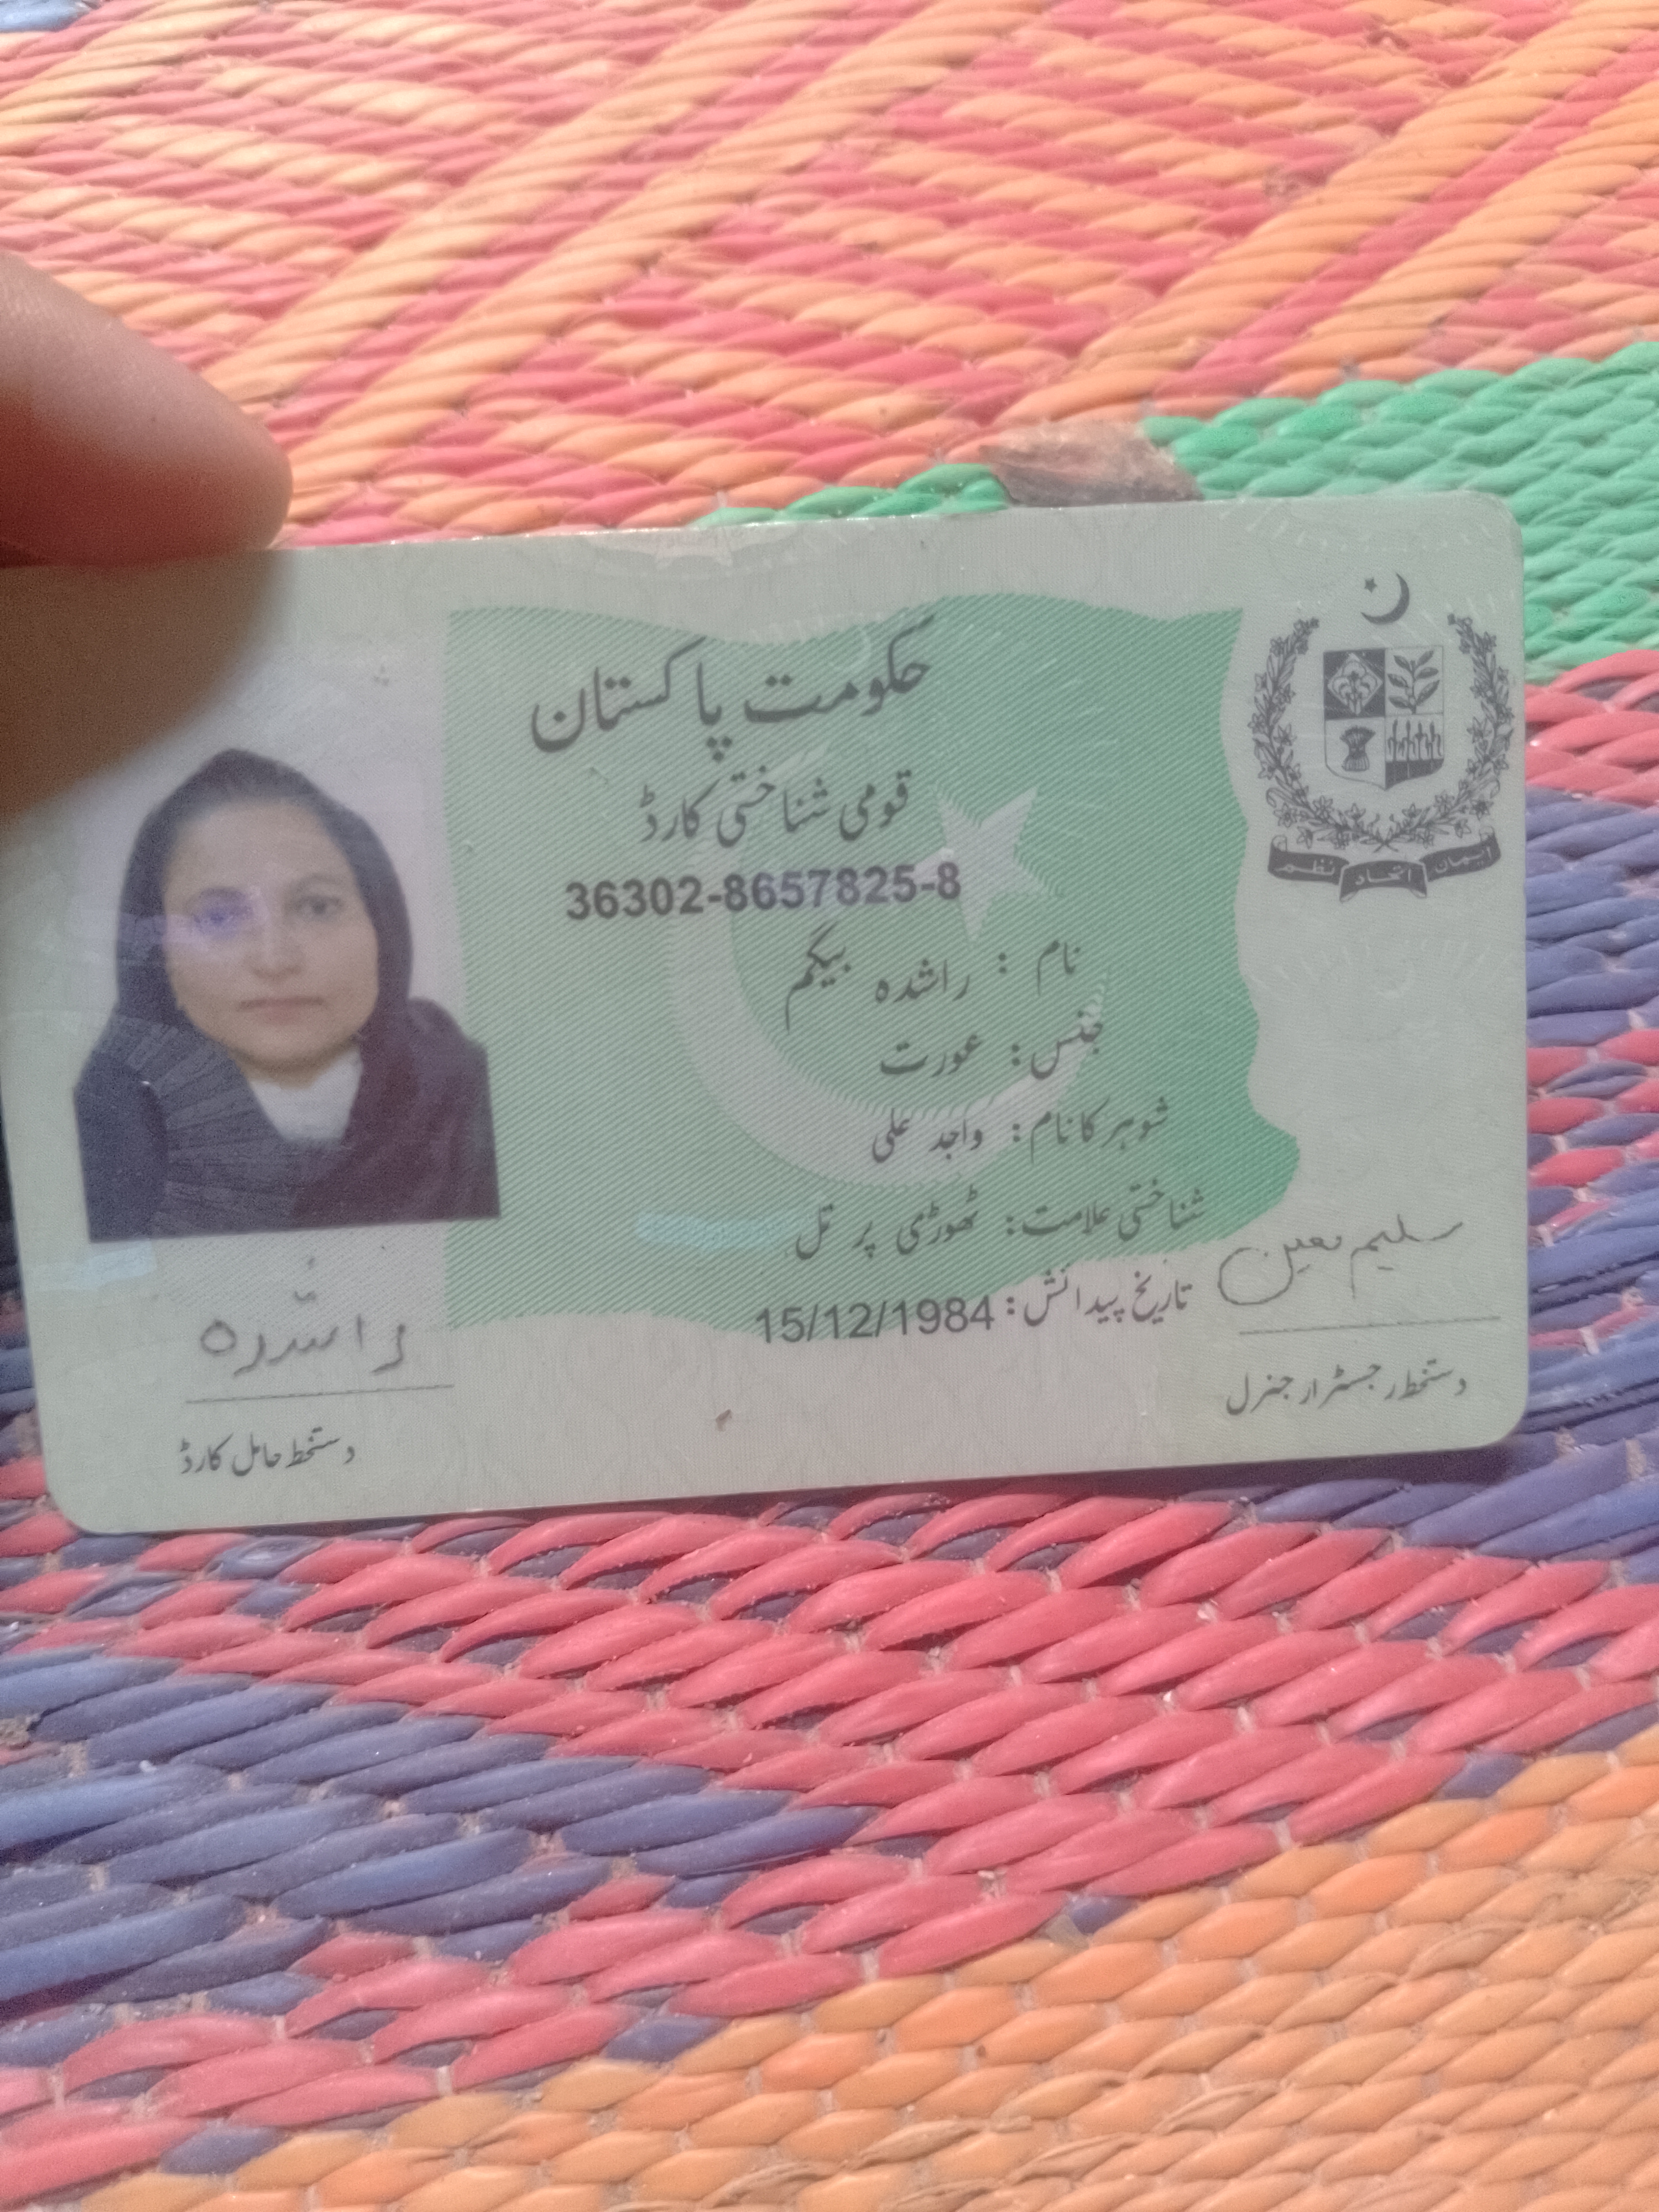 حکومت پاکستان
قومی شناختی کارڈ
36302-8657825-8
نام : راشدہ بیگم
جنس : عورت
شوہر کا نام : واجد علی
شناختی علامت : ٹھوڑی پر تل
تاریخ پیدائش : 15/12/1984
ایمان اتحاد نظم
سلیم معین
دستخط رجسٹرار جنرل
راشدہ
دستخط حامل کارڈ